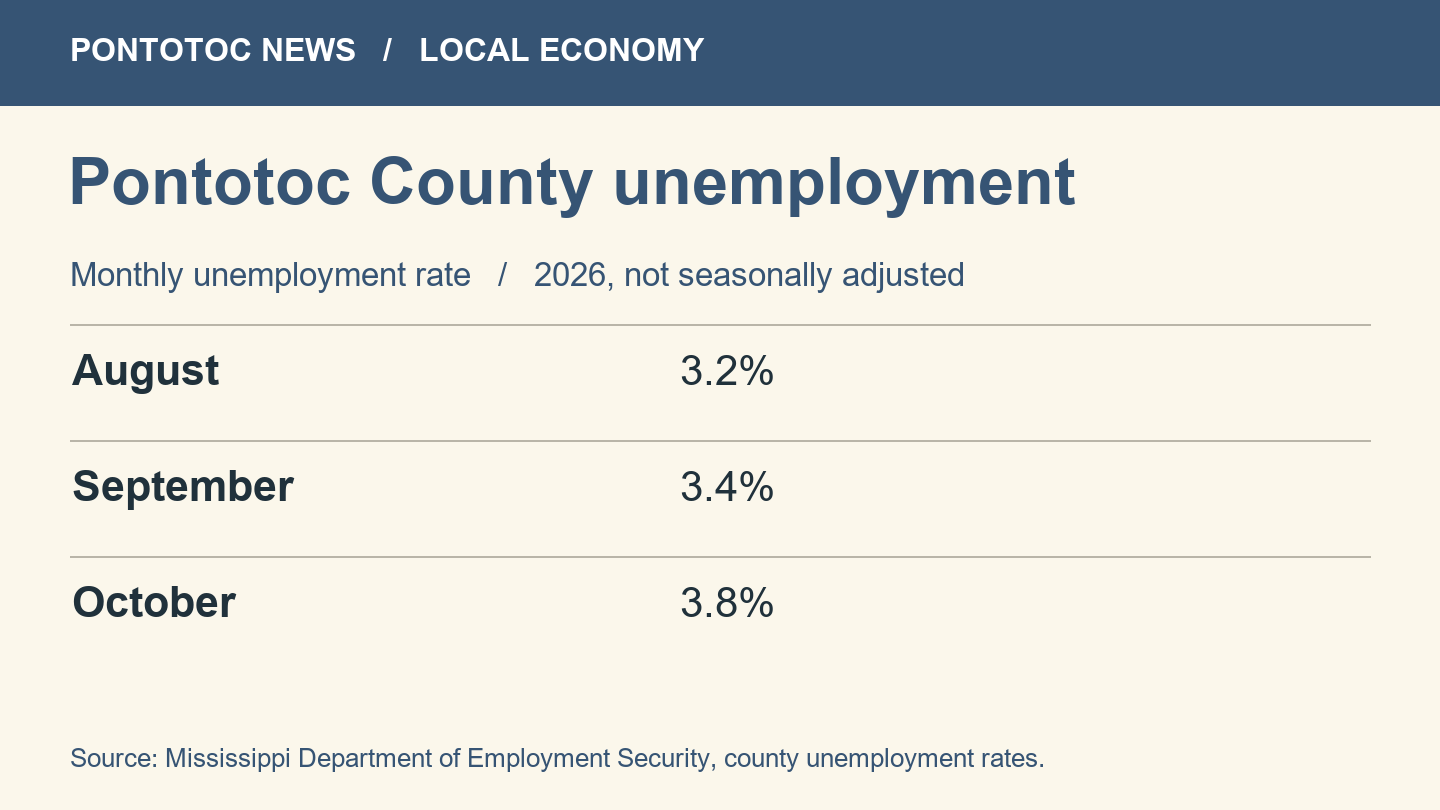 PONTOTOC NEWS / LOCAL ECONOMY
Pontotoc County unemployment
Monthly unemployment rate / 2026, not seasonally adjusted
August 3.2%
September 3.4%
October 3.8%
Source: Mississippi Department of Employment Security, county unemployment rates.